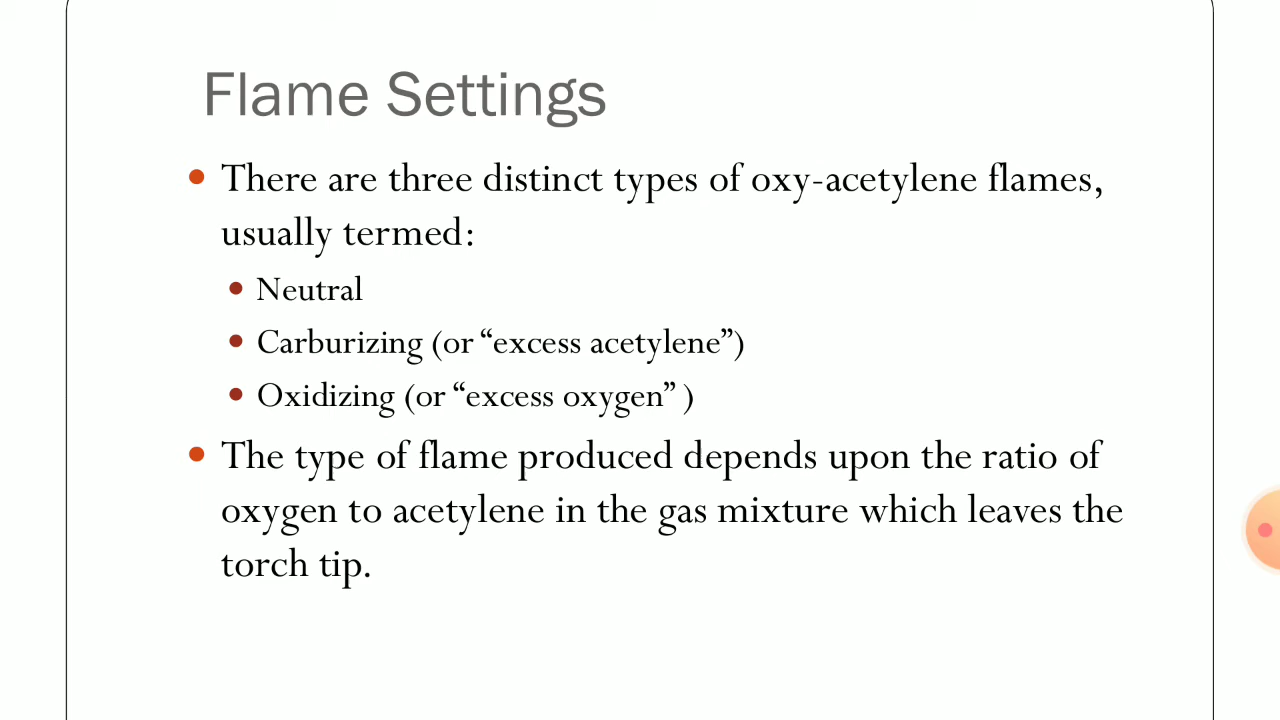 Flame Settings
• There are three distinct types of oxy-acetylene flames,
usually termed:
• Neutral
• Carburizing (or “excess acetylene”)
• Oxidizing (or “excess oxygen” )
• The type of flame produced depends upon the ratio of
oxygen to acetylene in the gas mixture which leaves the
torch tip.